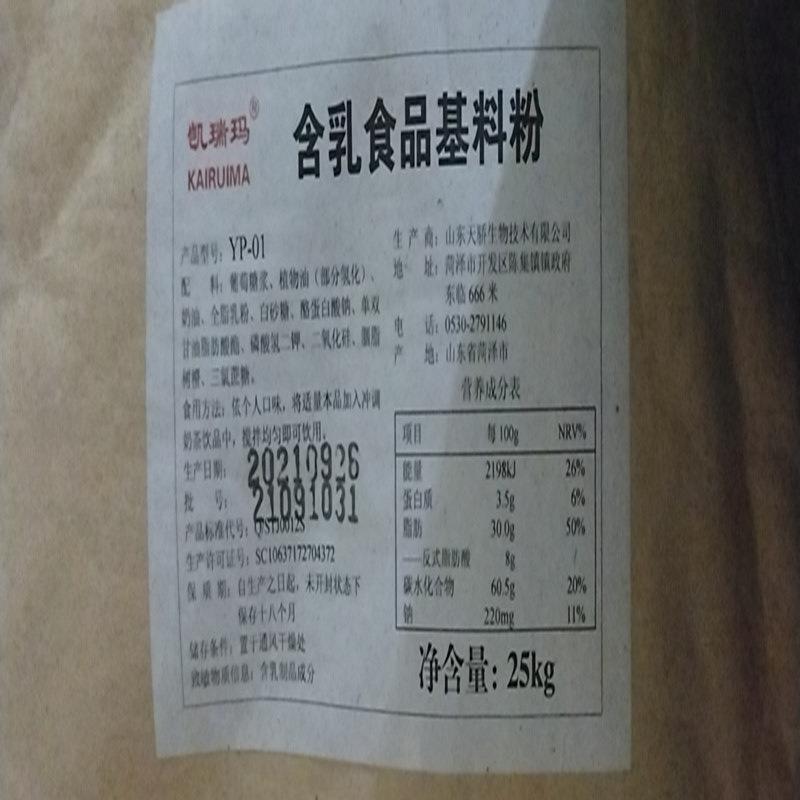 凯瑞玛®
KAIRUIMA
含乳食品基料粉
产品型号：YP-01
配 料：葡萄糖浆、植物油（部分氢化）、
奶油、全脂乳粉、白砂糖、酪蛋白酸钠、单双
甘油脂肪酸酯、磷酸氢二钾、二氧化硅、胭脂
树橙、三氯蔗糖。
食用方法：依个人口味，将适量本品加入冲调
奶茶饮品中，搅拌均匀即可饮用。
生产日期：20210926
批 号：21091031
产品标准代号：
生产许可证号：SC10637172704372
保 质 期：自生产之日起，未开封状态下
保存十八个月
储存条件：置于通风干燥处
致敏物质信息：含乳制品成分
生 产 商：山东天骄生物技术有限公司
地 址：菏泽市开发区陈集镇镇政府
东临 666 米
电 话：0530-2791146
产 地：山东省菏泽市
营养成分表
项目 每 100g NRV%
能量 2198kJ 26%
蛋白质 3.5g 6%
脂肪 30.0g 50%
——反式脂肪酸 8g /
碳水化合物 60.5g 20%
钠 220mg 11%
净含量：25kg